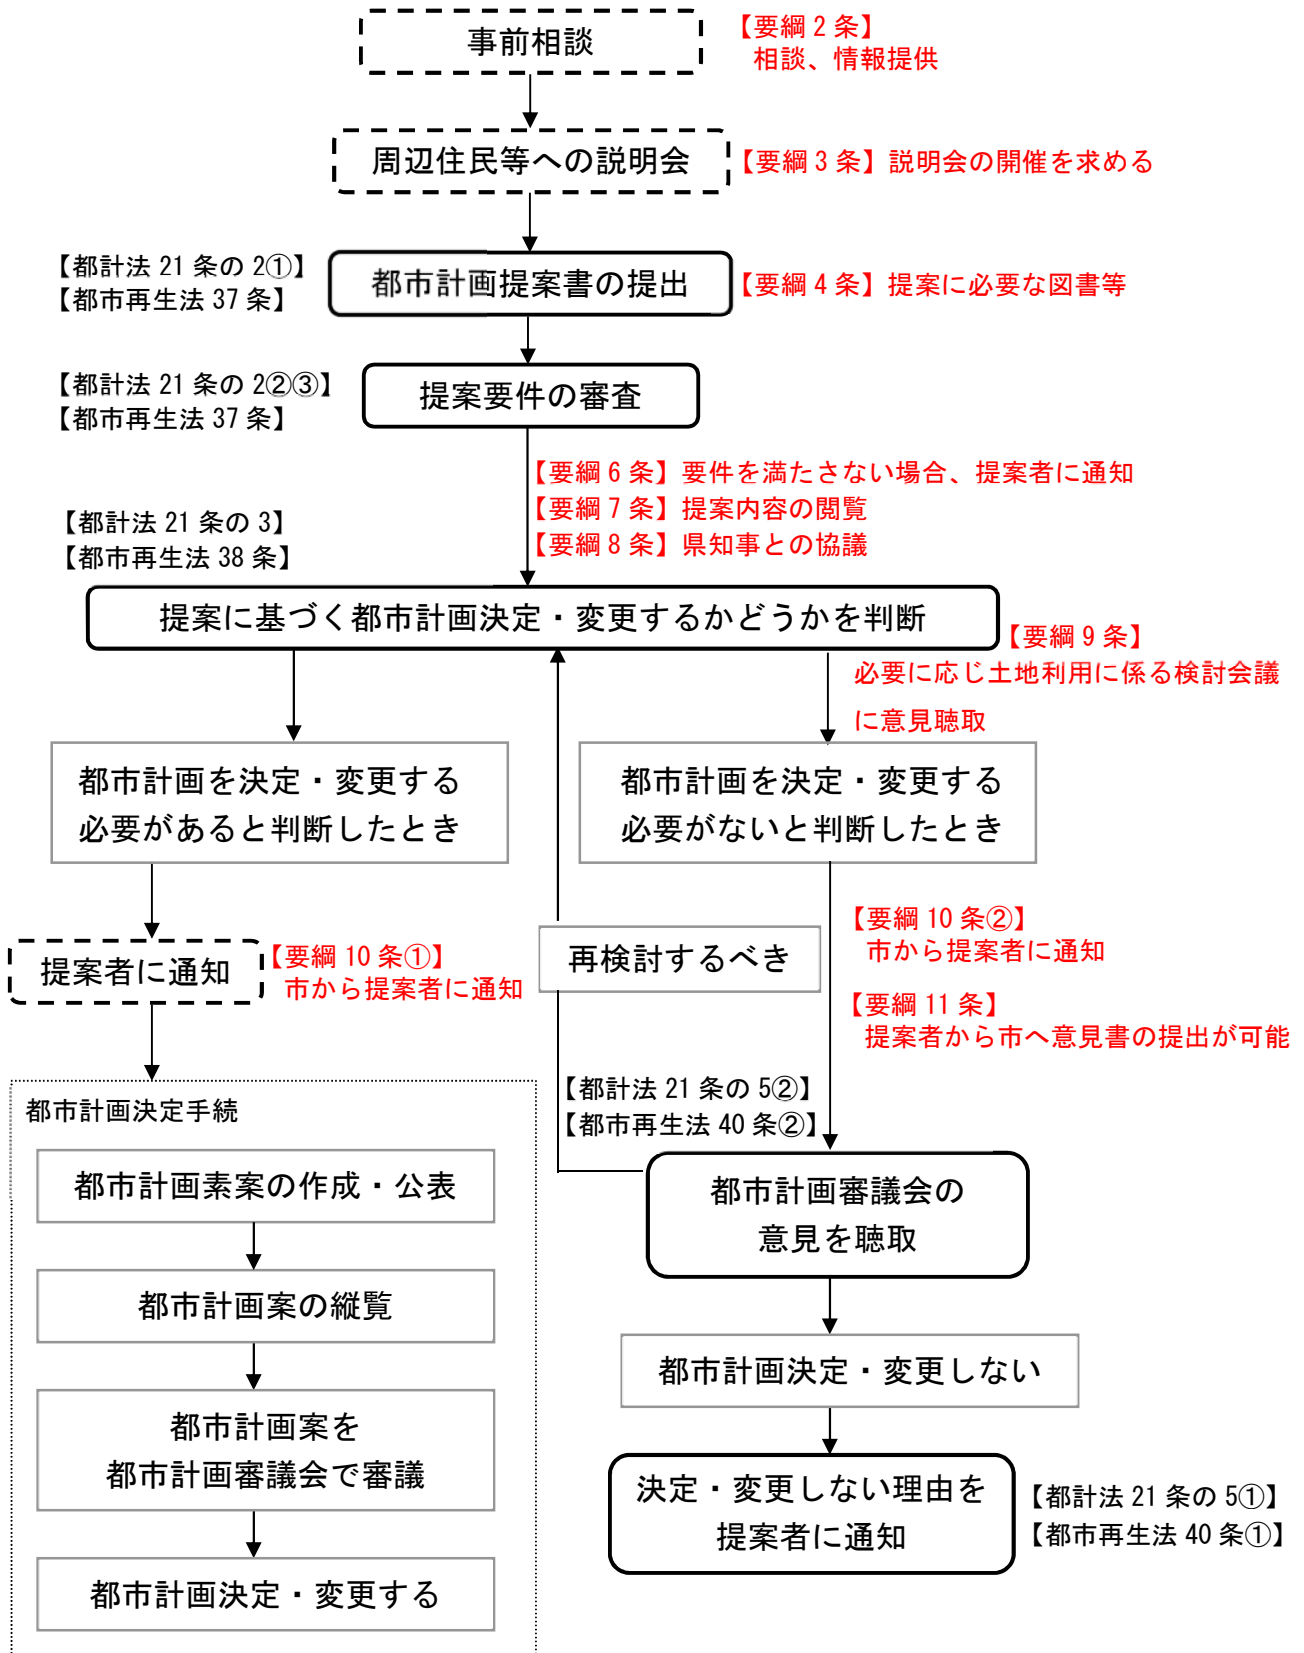 事前相談
【要綱 2 条】
相談、情報提供
周辺住民等への説明会
【要綱 3 条】説明会の開催を求める
【都計法 21 条の 2①】
【都市再生法 37 条】
都市計画提案書の提出
【要綱 4 条】提案に必要な図書等
【都計法 21 条の 2②③】
【都市再生法 37 条】
提案要件の審査
【要綱 6 条】要件を満たさない場合、提案者に通知
【要綱 7 条】提案内容の閲覧
【要綱 8 条】県知事との協議
【都計法 21 条の 3】
【都市再生法 38 条】
提案に基づく都市計画決定・変更するかどうかを判断
【要綱 9 条】
必要に応じ土地利用に係る検討会議
に意見聴取
都市計画を決定・変更する
必要があると判断したとき
都市計画を決定・変更する
必要がないと判断したとき
提案者に通知
【要綱 10 条①】
市から提案者に通知
再検討するべき
【要綱 10 条②】
市から提案者に通知
【要綱 11 条】
提案者から市へ意見書の提出が可能
【都計法 21 条の 5②】
【都市再生法 40 条②】
都市計画決定手続
都市計画素案の作成・公表
都市計画案の縦覧
都市計画案を
都市計画審議会で審議
都市計画決定・変更する
都市計画審議会の
意見を聴取
都市計画決定・変更しない
決定・変更しない理由を
提案者に通知
【都計法 21 条の 5①】
【都市再生法 40 条①】